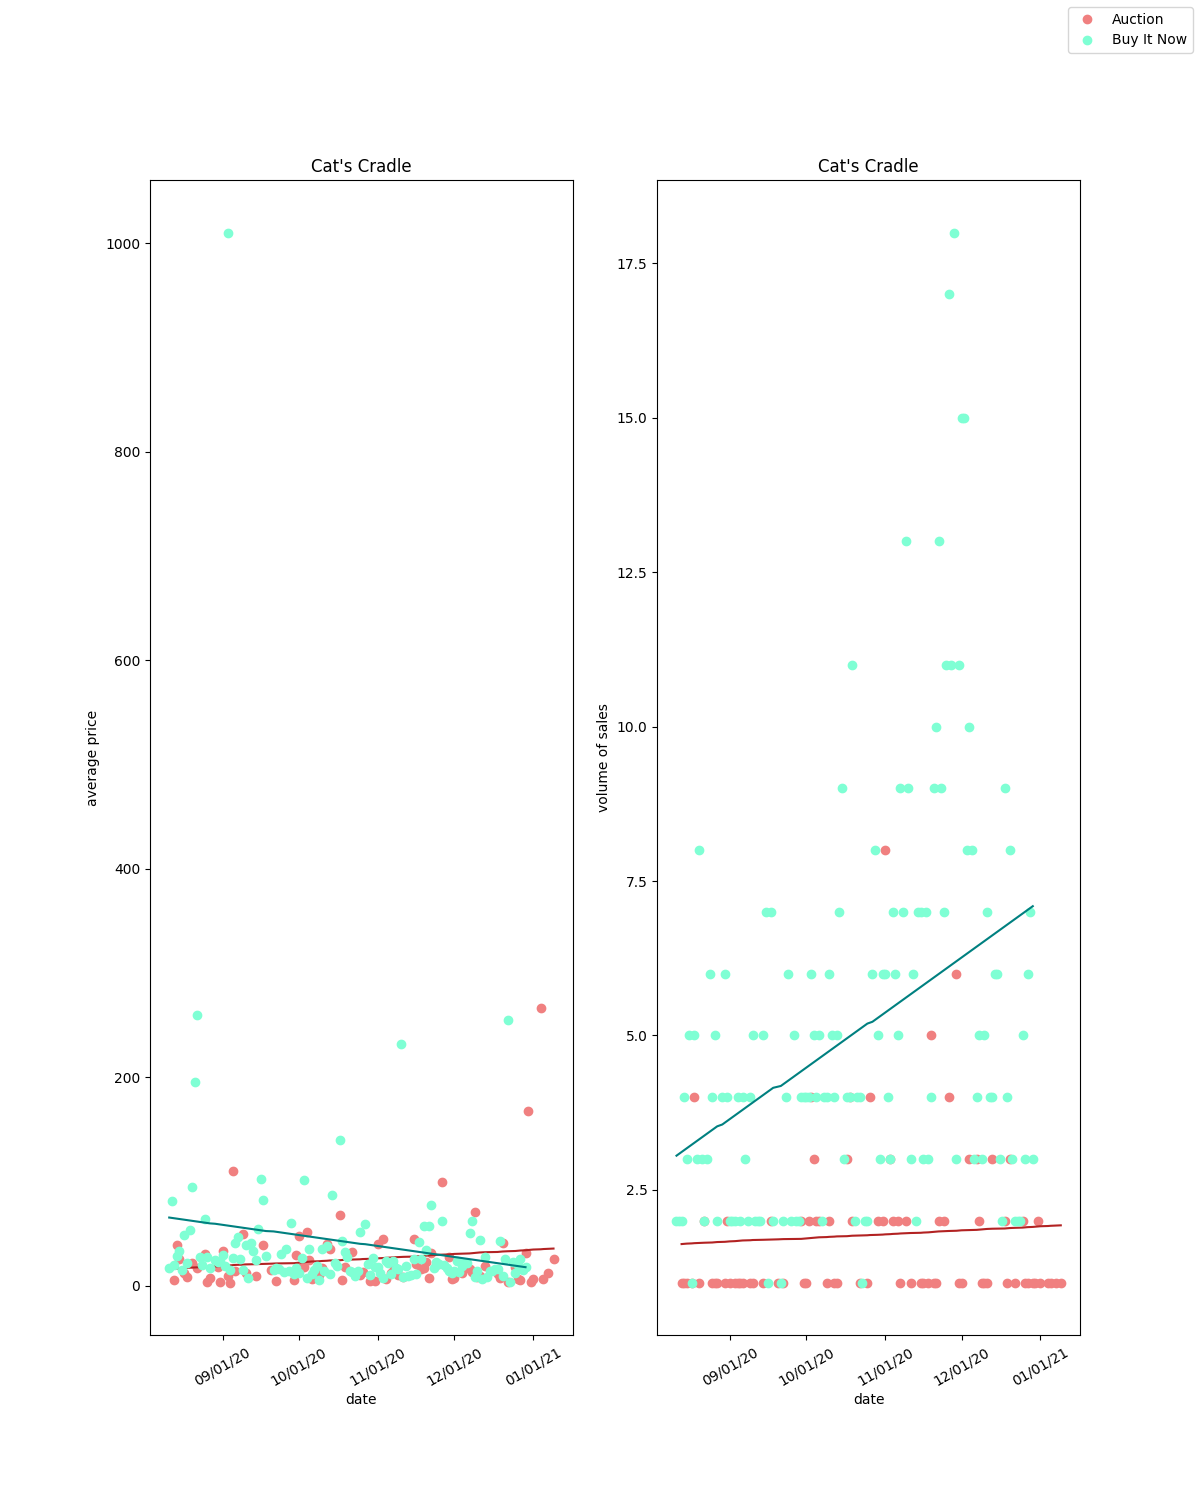 Auction
Buy It Now
Cat's Cradle
1000
800
600
400
200
0
average price
09/01/20
10/01/20
11/01/20
12/01/20
01/01/21
date
Cat's Cradle
17.5
15.0
12.5
10.0
7.5
5.0
2.5
volume of sales
09/01/20
10/01/20
11/01/20
12/01/20
01/01/21
date